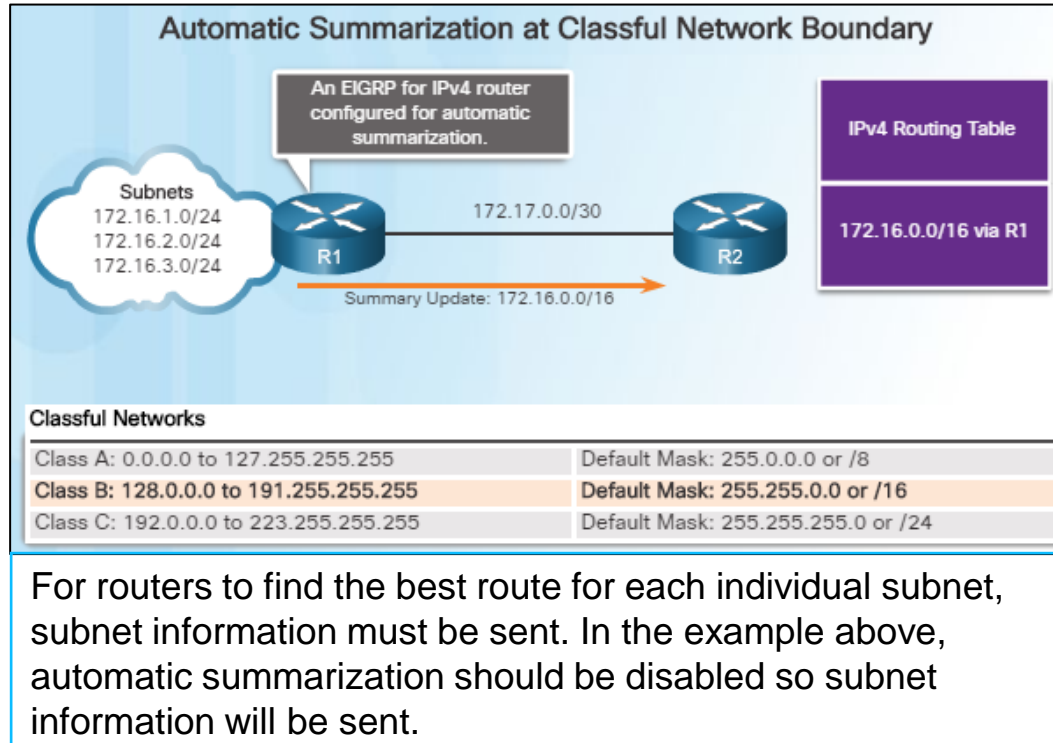 Automatic Summarization at Classful Network Boundary
An EIGRP for IPv4 router
configured for automatic
summarization.
IPv4 Routing Table
Subnets
172.16.1.0/24
172.16.2.0/24
172.16.3.0/24
R1
172.17.0.0/30
R2
172.16.0.0/16 via R1
Summary Update: 172.16.0.0/16
Classful Networks
Class A: 0.0.0.0 to 127.255.255.255 Default Mask: 255.0.0.0 or /8
Class B: 128.0.0.0 to 191.255.255.255 Default Mask: 255.255.0.0 or /16
Class C: 192.0.0.0 to 223.255.255.255 Default Mask: 255.255.255.0 or /24
For routers to find the best route for each individual subnet,
subnet information must be sent. In the example above,
automatic summarization should be disabled so subnet
information will be sent.